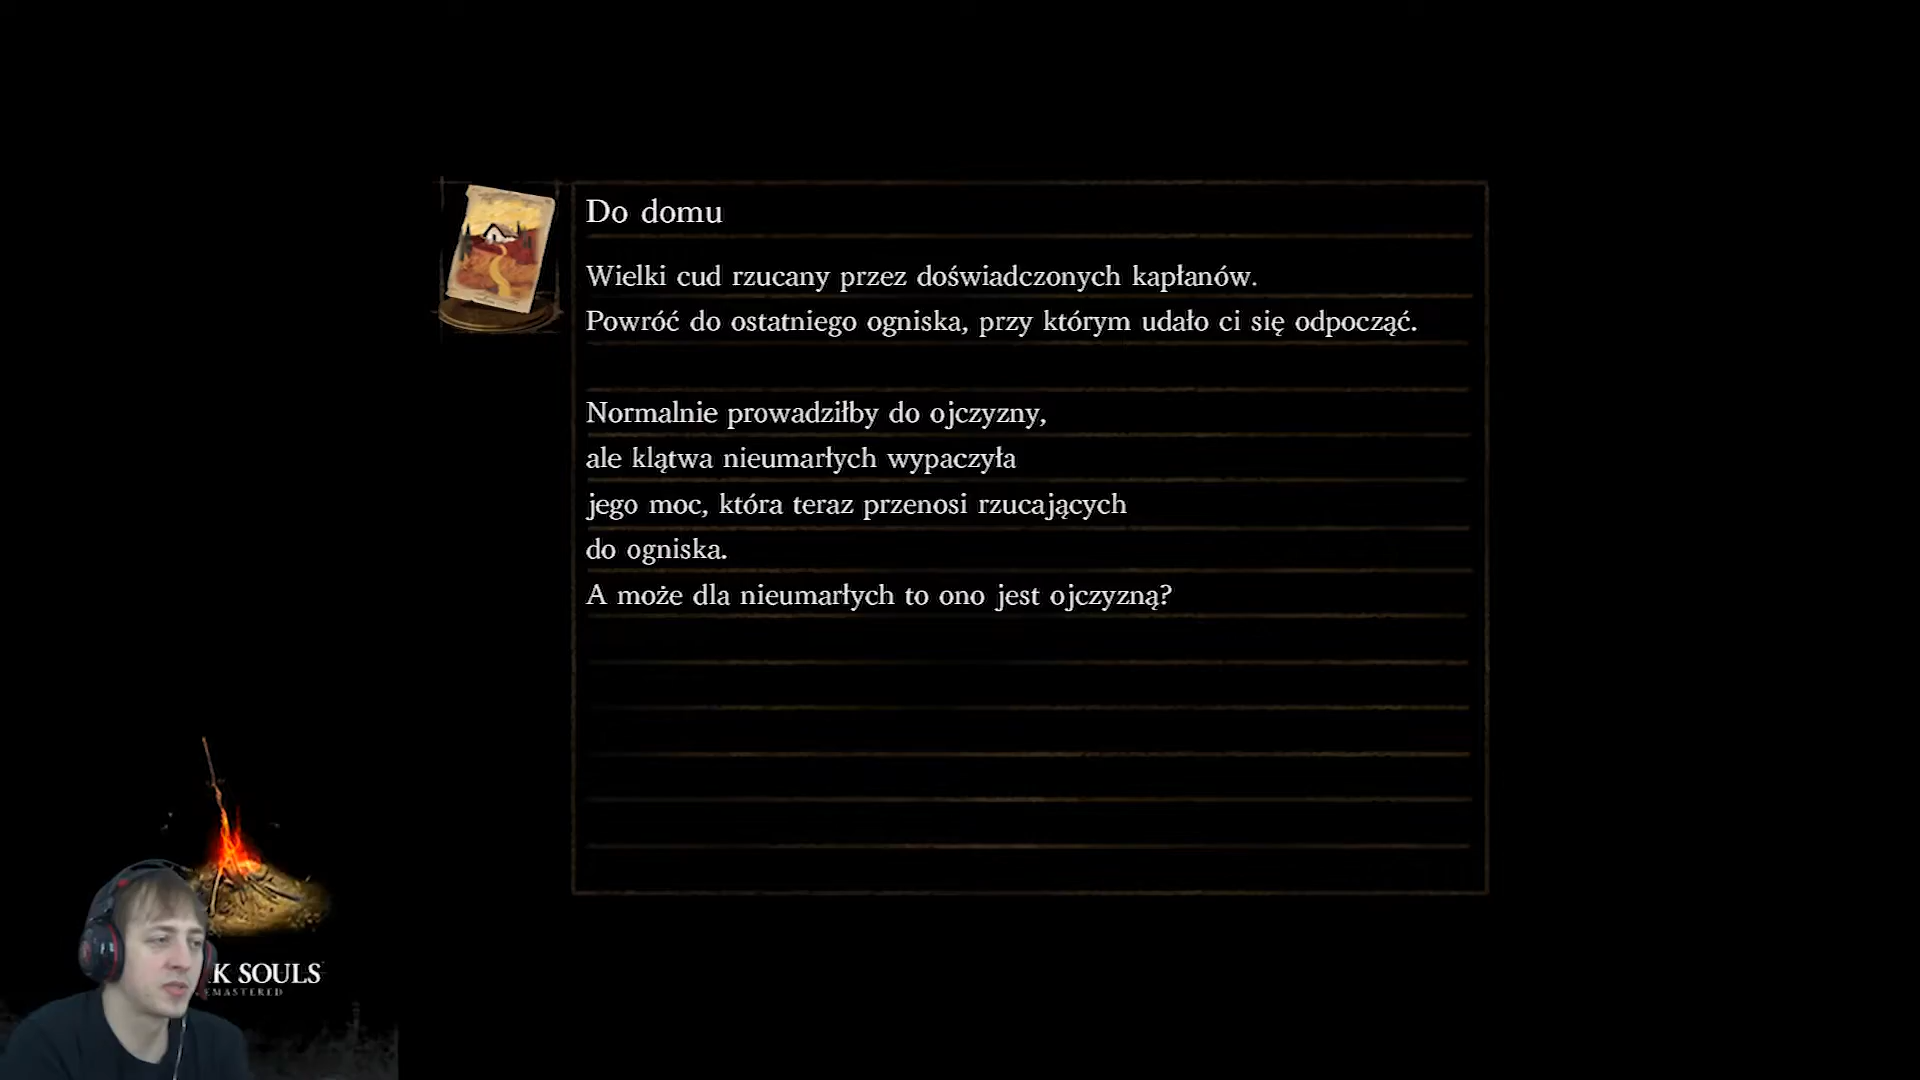 Do domu
Wielki cud rzucany przez doświadczonych kapłanów.
Powróć do ostatniego ogniska, przy którym udało ci się odpocząć.
Normalnie prowadziłby do ojczyzny,
ale klątwa nieumarłych wypaczyła
jego moc, która teraz przenosi rzucających
do ogniska.
A może dla nieumarłych to ono jest ojczyzną?
K SOULS
EMASTERED